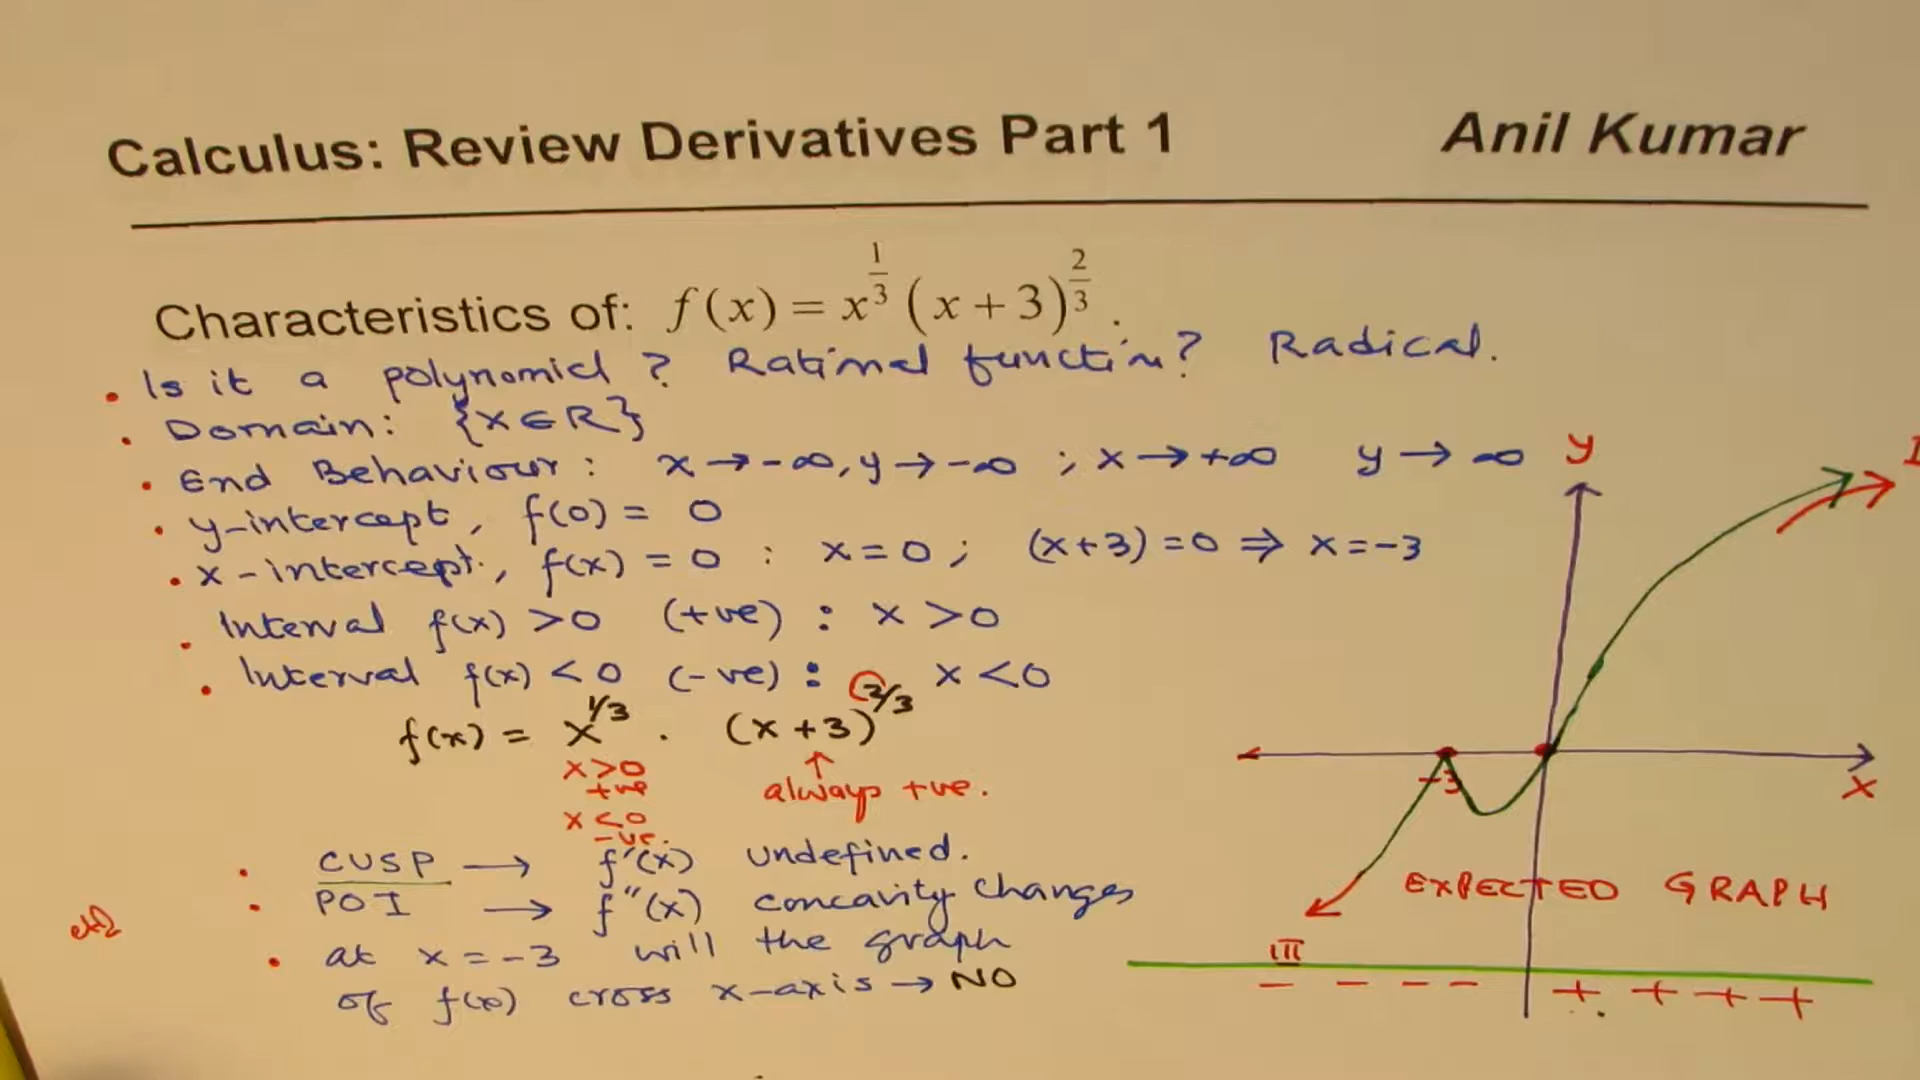 Calculus: Review Derivatives Part 1 Anil Kumar
Characteristics of: f(x) = x^{1/3} (x+3)^{2/3}.
• Is it a polynomial? Rational function? Radical.
• Domain: {x∈R}
• End Behaviour: x→-∞, y→-∞ ; x→+∞ y→∞
• y-intercept, f(0) = 0
• x-intercept, f(x) = 0 : x=0 ; (x+3)=0 ⇒ x=-3
• Interval f(x) >0 (+ve) : x >0
• Interval f(x) <0 (-ve) : x <0
f(x) = x^{1/3} . (x+3)^{2/3}
x>0 ↑
+ve always +ve.
x<0
-ve.
• CUSP → f'(x) undefined.
• POI → f"(x) concavity changes
• at x = -3 will the graph
of f(x) cross x-axis → NO
y
I
-3
x
EXPECTED GRAPH
III
- - - - + + + +